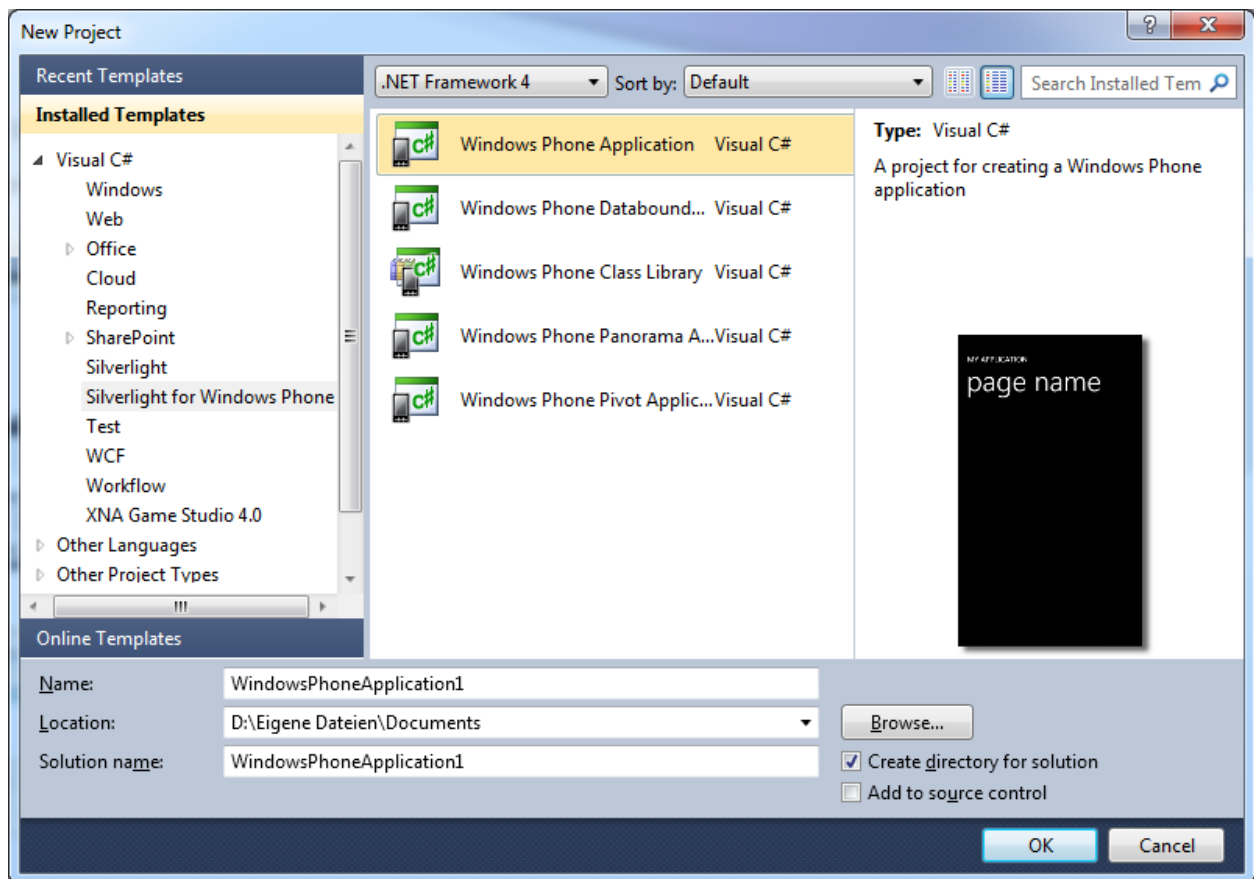 New Project
Recent Templates
Installed Templates
Visual C#
Windows
Web
Office
Cloud
Reporting
SharePoint
Silverlight
Silverlight for Windows Phone
Test
WCF
Workflow
XNA Game Studio 4.0
Other Languages
Other Project Types
Online Templates
.NET Framework 4 Sort by: Default Search Installed Tem
Windows Phone Application Visual C#
Windows Phone Databound... Visual C#
Windows Phone Class Library Visual C#
Windows Phone Panorama A...Visual C#
Windows Phone Pivot Applic...Visual C#
Type: Visual C#
A project for creating a Windows Phone
application
MY APPLICATION
page name
Name: WindowsPhoneApplication1
Location: D:\Eigene Dateien\Documents Browse...
Solution name: WindowsPhoneApplication1 Create directory for solution
Add to source control
OK Cancel